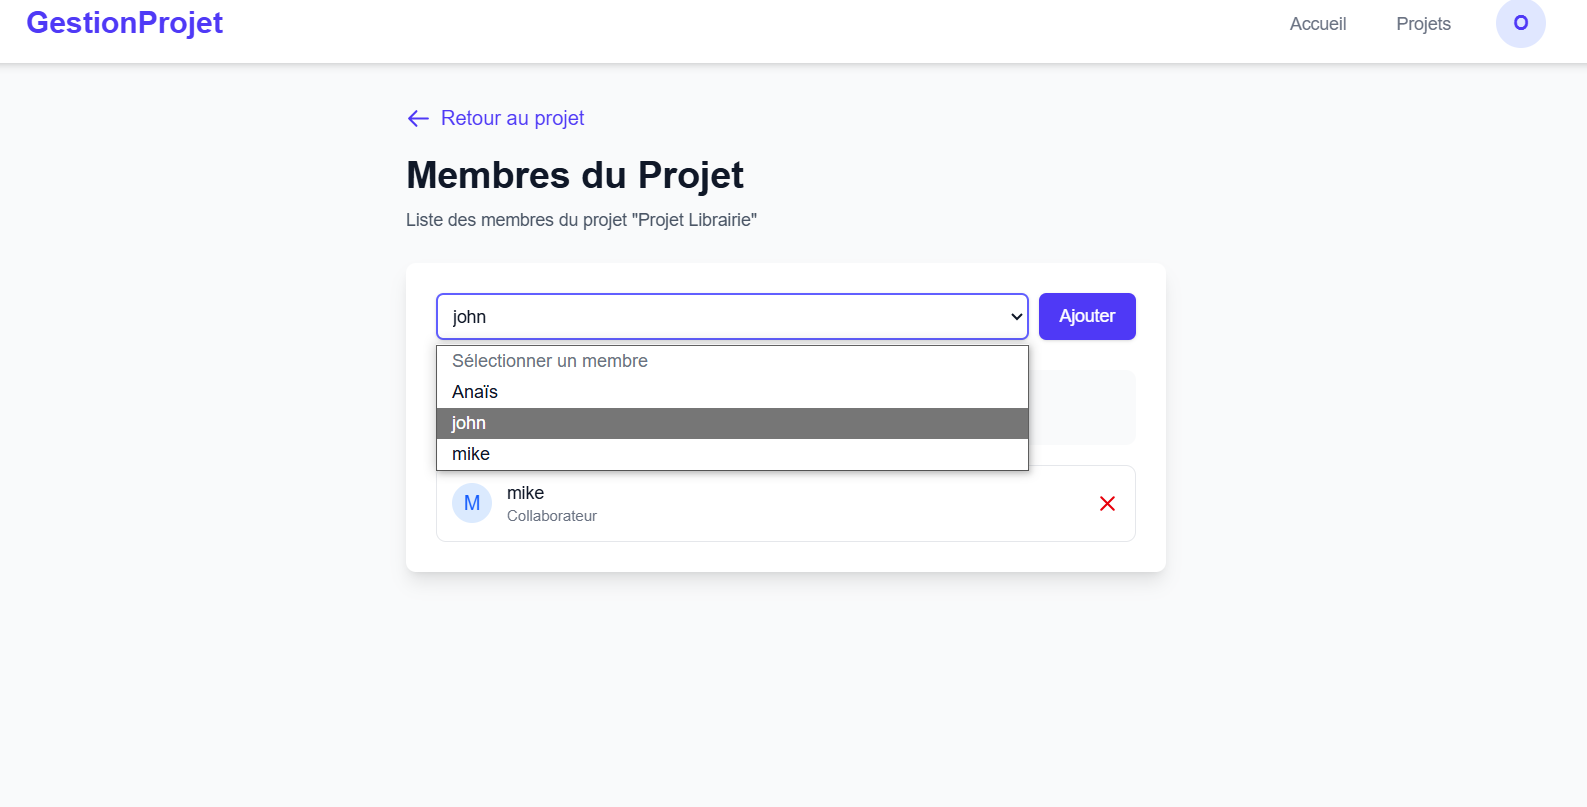 GestionProjet
Accueil
Projets
O
Retour au projet
Membres du Projet
Liste des membres du projet "Projet Librairie"
john
Ajouter
Sélectionner un membre
Anaïs
john
mike
M
mike
Collaborateur